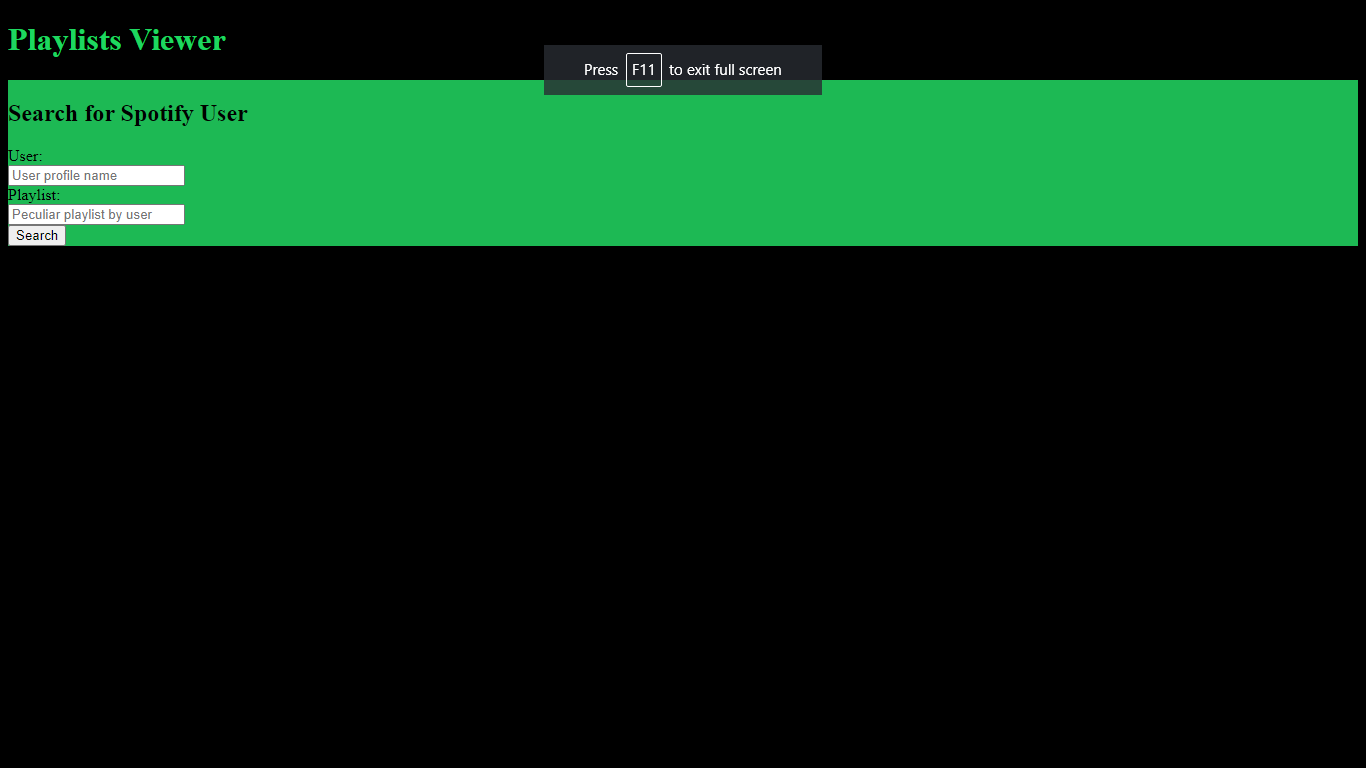 Playlists Viewer
Press F11 to exit full screen
Search for Spotify User
User:
User profile name
Playlist:
Peculiar playlist by user
Search